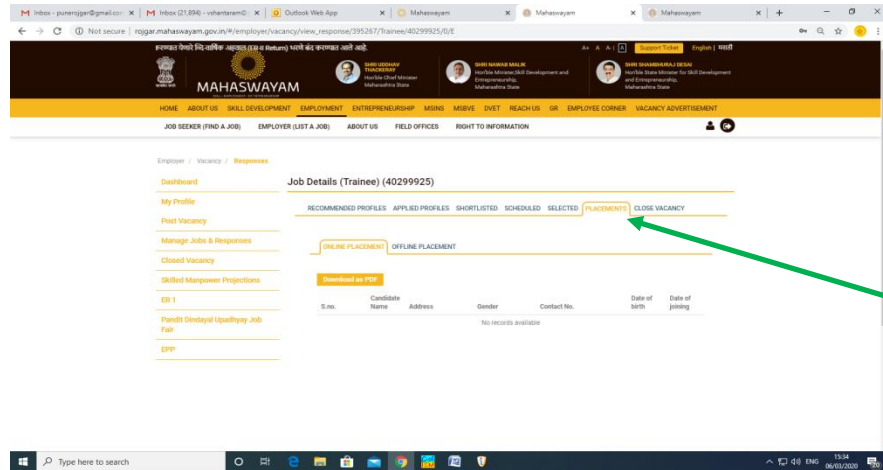 Inbox - punerojgar@gmail.com
Inbox (21,894) - vshantaram@
Outlook Web App
Mahaswayam
Mahaswayam
Mahaswayam
Not secure | rojgar.mahaswayam.gov.in/#/employer/vacancy/view_response/395267/Trainee/40299925/0/E
(ER-II Return) भरणे बंद करण्यात आले आहे.
A+ A A- | A Support Ticket English | मराठी
MAHASWAYAM
SHRI UDDHAV THACKERAY
Hon'ble Chief Minister
Maharashtra State
SHRI NAWAB MALIK
Hon'ble Minister, Skill Development and Entrepreneurship,
Maharashtra State
SHRI SHAMBHURAJ DESAI
Hon'ble State Minister for Skill Development and Entrepreneurship,
Maharashtra State
HOME ABOUT US SKILL DEVELOPMENT EMPLOYMENT ENTREPRENEURSHIP MSINS MSBVE DVET REACH US GR EMPLOYEE CORNER VACANCY ADVERTISEMENT
JOB SEEKER (FIND A JOB) EMPLOYER (LIST A JOB) ABOUT US FIELD OFFICES RIGHT TO INFORMATION
Employer / Vacancy / Responses
Dashboard
My Profile
Post Vacancy
Manage Jobs & Responses
Closed Vacancy
Skilled Manpower Projections
ER 1
Pandit Dindayal Upadhyay Job Fair
EPP
Job Details (Trainee) (40299925)
RECOMMENDED PROFILES APPLIED PROFILES SHORTLISTED SCHEDULED SELECTED PLACEMENTS CLOSE VACANCY
ONLINE PLACEMENT OFFLINE PLACEMENT
Download as PDF
S.no. Candidate Name Address Gender Contact No. Date of birth Date of joining
No records available
Type here to search
ENG
15:34
06/03/2020